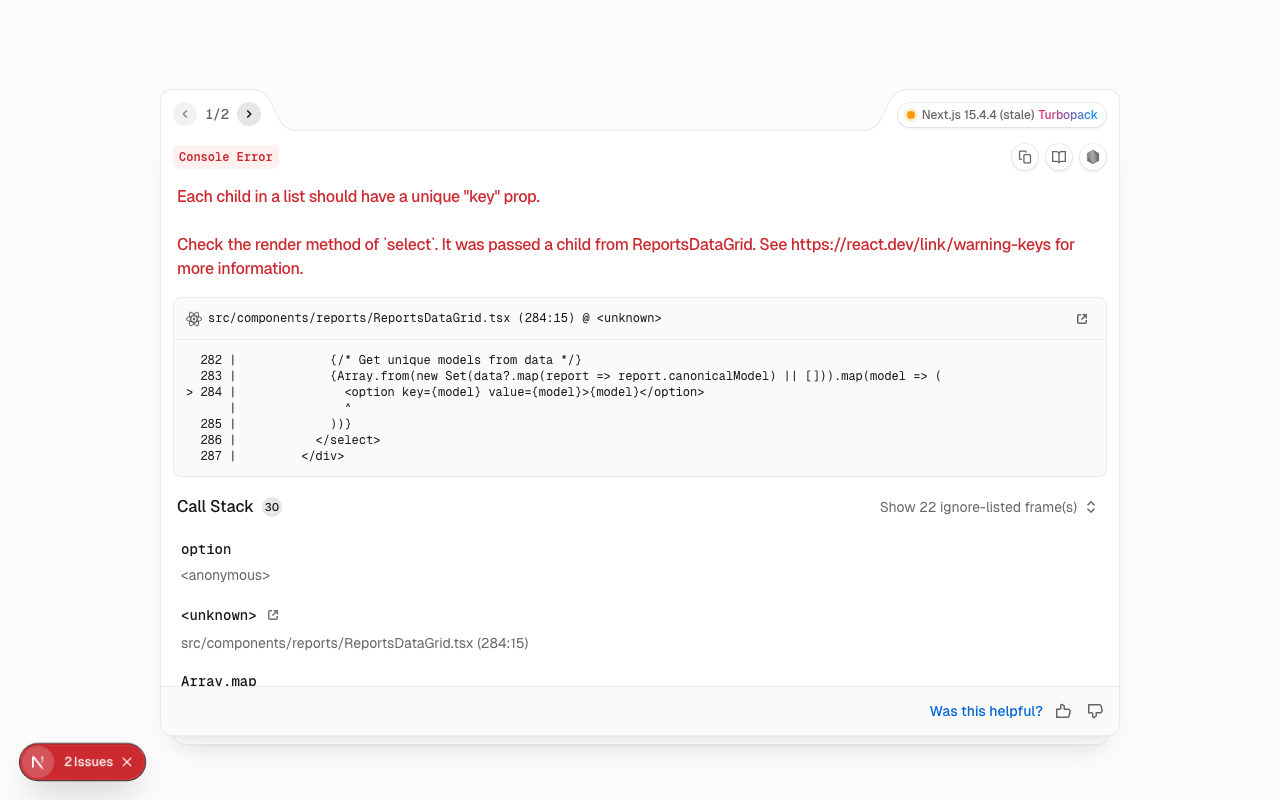 1/2
Next.js 15.4.4 (stale) Turbopack
Console Error
Each child in a list should have a unique "key" prop.
Check the render method of `select`. It was passed a child from ReportsDataGrid. See https://react.dev/link/warning-keys for
more information.
src/components/reports/ReportsDataGrid.tsx (284:15) @ <unknown>
  282 |             {/* Get unique models from data */}
  283 |             {Array.from(new Set(data?.map(report => report.canonicalModel) || [])).map(model => (
> 284 |               <option key={model} value={model}>{model}</option>
      |               ^
  285 |             ))}
  286 |           </select>
  287 |         </div>
Call Stack 30
Show 22 ignore-listed frame(s)
option
<anonymous>
<unknown>
src/components/reports/ReportsDataGrid.tsx (284:15)
Array.map
Was this helpful?
N 2 Issues